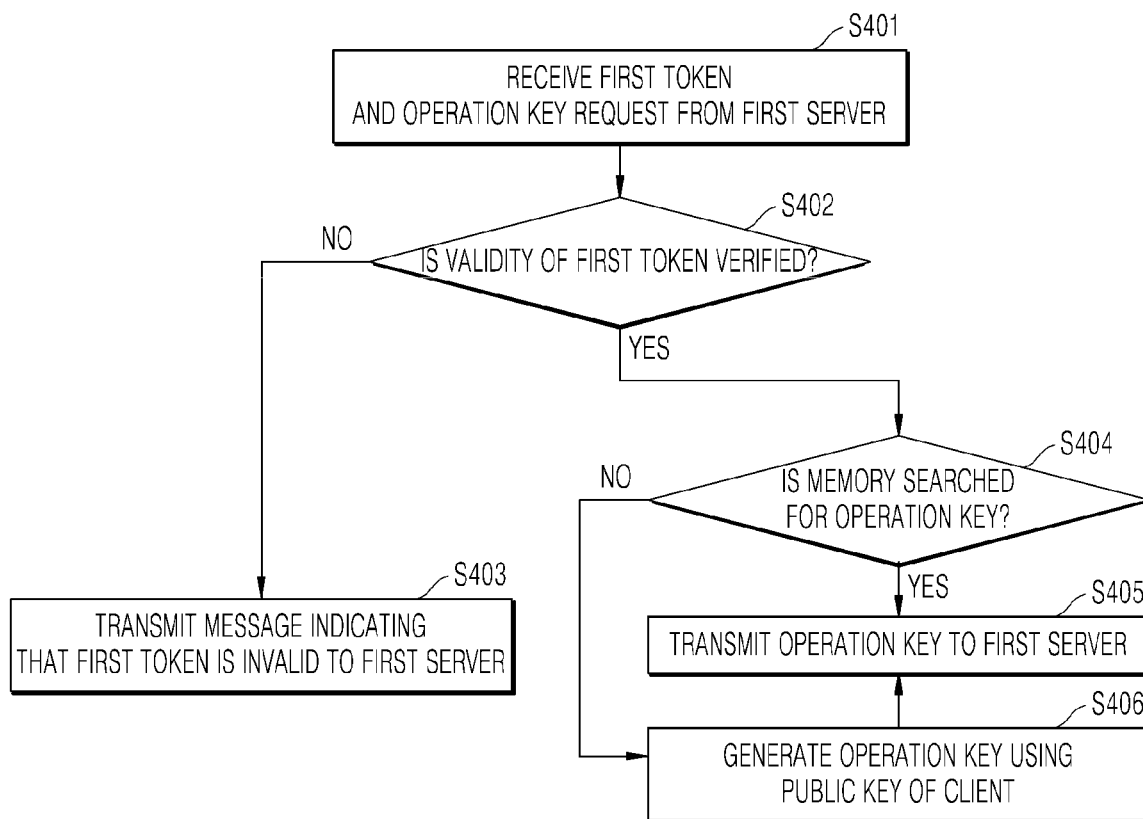 S401
RECEIVE FIRST TOKEN
AND OPERATION KEY REQUEST FROM FIRST SERVER
S402
NO
IS VALIDITY OF FIRST TOKEN VERIFIED?
YES
S404
NO
IS MEMORY SEARCHED
FOR OPERATION KEY?
YES
S403
TRANSMIT MESSAGE INDICATING
THAT FIRST TOKEN IS INVALID TO FIRST SERVER
S405
TRANSMIT OPERATION KEY TO FIRST SERVER
S406
GENERATE OPERATION KEY USING
PUBLIC KEY OF CLIENT